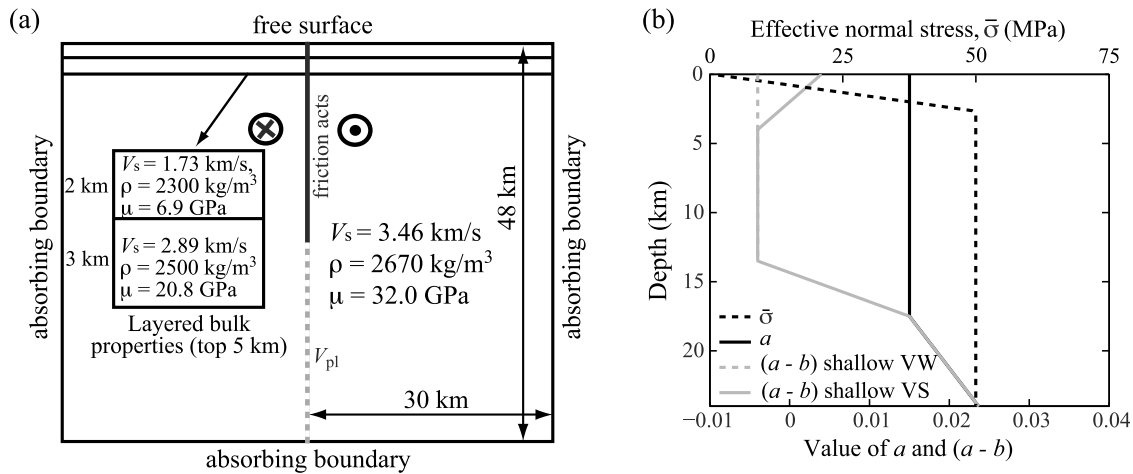 (a)
free surface
friction acts
absorbing boundary
2 km
V_s = 1.73 km/s,
ρ = 2300 kg/m³
μ = 6.9 GPa
3 km
V_s = 2.89 km/s
ρ = 2500 kg/m³
μ = 20.8 GPa
Layered bulk
properties (top 5 km)
V_s = 3.46 km/s
ρ = 2670 kg/m³
μ = 32.0 GPa
48 km
absorbing boundary
V_pl
30 km
absorbing boundary
(b)
Effective normal stress, σ̄ (MPa)
0 25 50 75
0
5
10
15
20
Depth (km)
σ̄
a
(a - b) shallow VW
(a - b) shallow VS
−0.01 0 0.01 0.02 0.03 0.04
Value of a and (a - b)